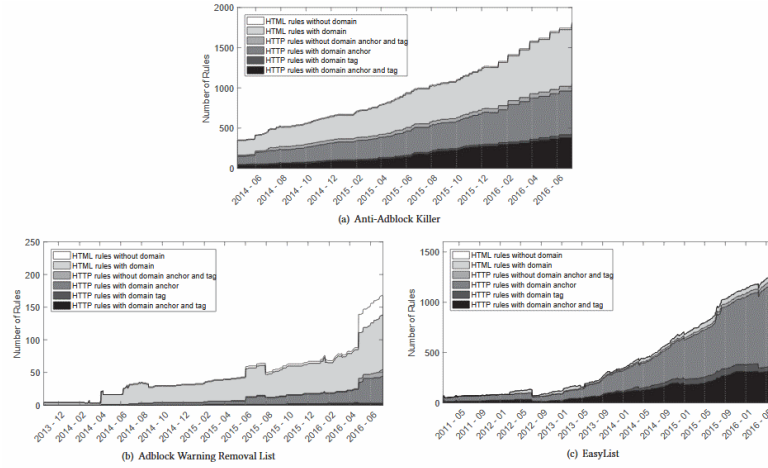 2000
1500
1000
500
0
Number of Rules
HTML rules without domain
HTML rules with domain
HTTP rules without domain anchor and tag
HTTP rules with domain anchor
HTTP rules with domain tag
HTTP rules with domain anchor and tag
2014 - 06
2014 - 08
2014 - 10
2014 - 12
2015 - 02
2015 - 04
2015 - 06
2015 - 08
2015 - 10
2015 - 12
2016 - 02
2016 - 04
2016 - 06
(a) Anti-Adblock Killer
250
200
150
100
50
0
Number of Rules
HTML rules without domain
HTML rules with domain
HTTP rules without domain anchor and tag
HTTP rules with domain anchor
HTTP rules with domain tag
HTTP rules with domain anchor and tag
2013 - 12
2014 - 02
2014 - 04
2014 - 06
2014 - 08
2014 - 10
2014 - 12
2015 - 02
2015 - 04
2015 - 06
2015 - 08
2015 - 10
2015 - 12
2016 - 02
2016 - 04
2016 - 06
(b) Adblock Warning Removal List
1500
1000
500
0
Number of Rules
HTML rules without domain
HTML rules with domain
HTTP rules without domain anchor and tag
HTTP rules with domain anchor
HTTP rules with domain tag
HTTP rules with domain anchor and tag
2011 - 05
2011 - 09
2012 - 01
2012 - 05
2012 - 09
2013 - 01
2013 - 05
2013 - 09
2014 - 01
2014 - 05
2014 - 09
2015 - 01
2015 - 05
2015 - 09
2016 - 01
2016 - 05
(c) EasyList